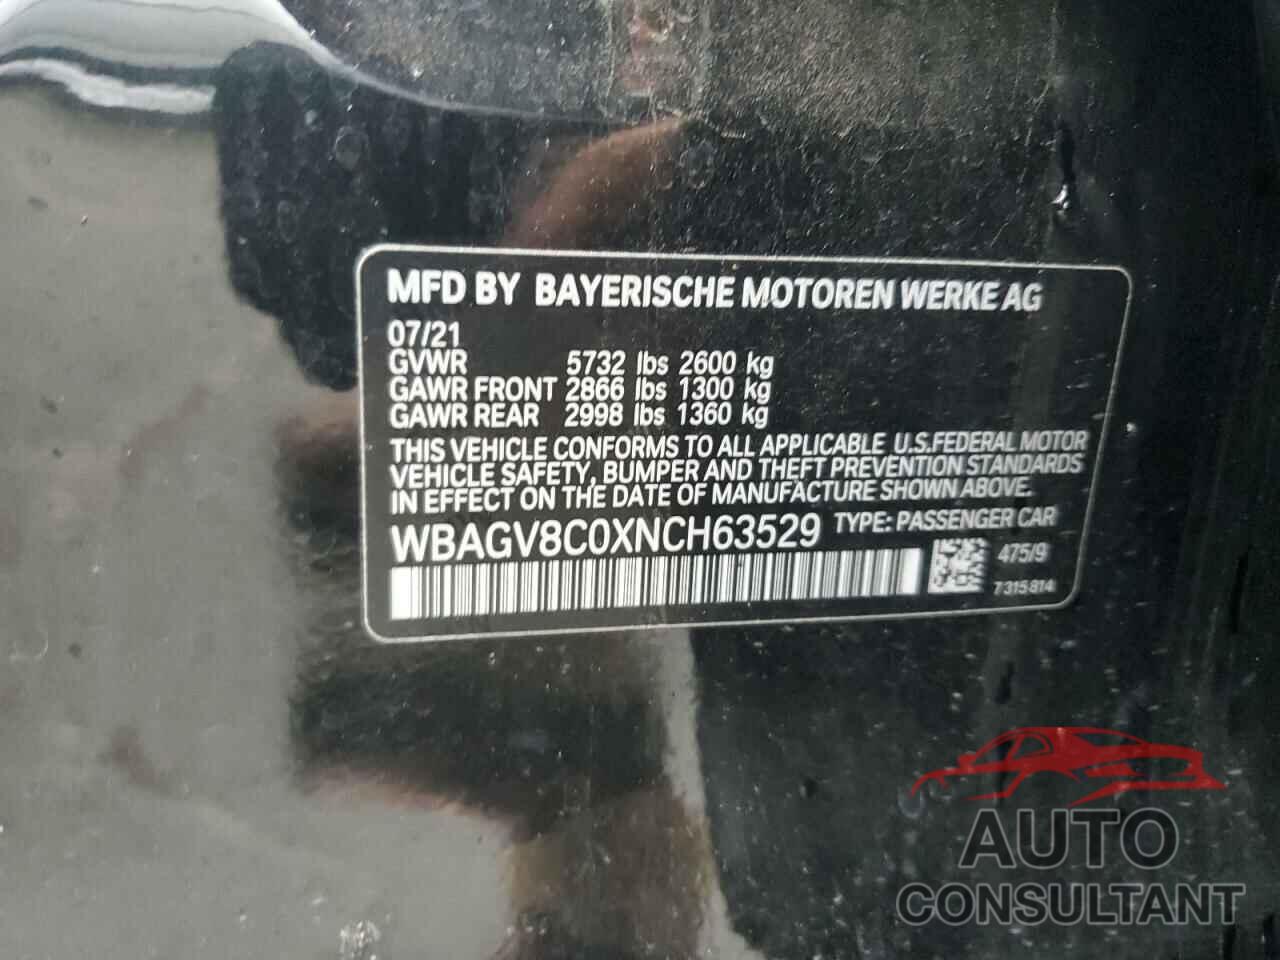 MFD BY BAYERISCHE MOTOREN WERKE AG
07/21
GVWR 5732 lbs 2600 kg
GAWR FRONT 2866 lbs 1300 kg
GAWR REAR 2998 lbs 1360 kg
THIS VEHICLE CONFORMS TO ALL APPLICABLE U.S.FEDERAL MOTOR
VEHICLE SAFETY, BUMPER AND THEFT PREVENTION STANDARDS
IN EFFECT ON THE DATE OF MANUFACTURE SHOWN ABOVE.
WBAGV8C0XNCH63529 TYPE: PASSENGER CAR
475/9
7315814
AUTO
CONSULTANT